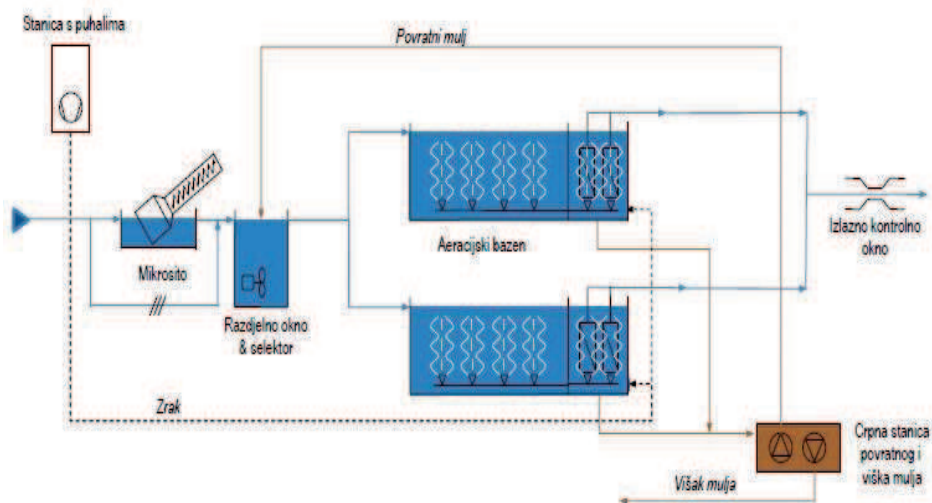 Stanica s puhalima
Povratni mulj
Mikrosito
Razdjelno okno
& selektor
Aeracijski bazen
Izlazno kontrolno
okno
Zrak
Crpna stanica
povratnog i
viška mulja
Višak mulja